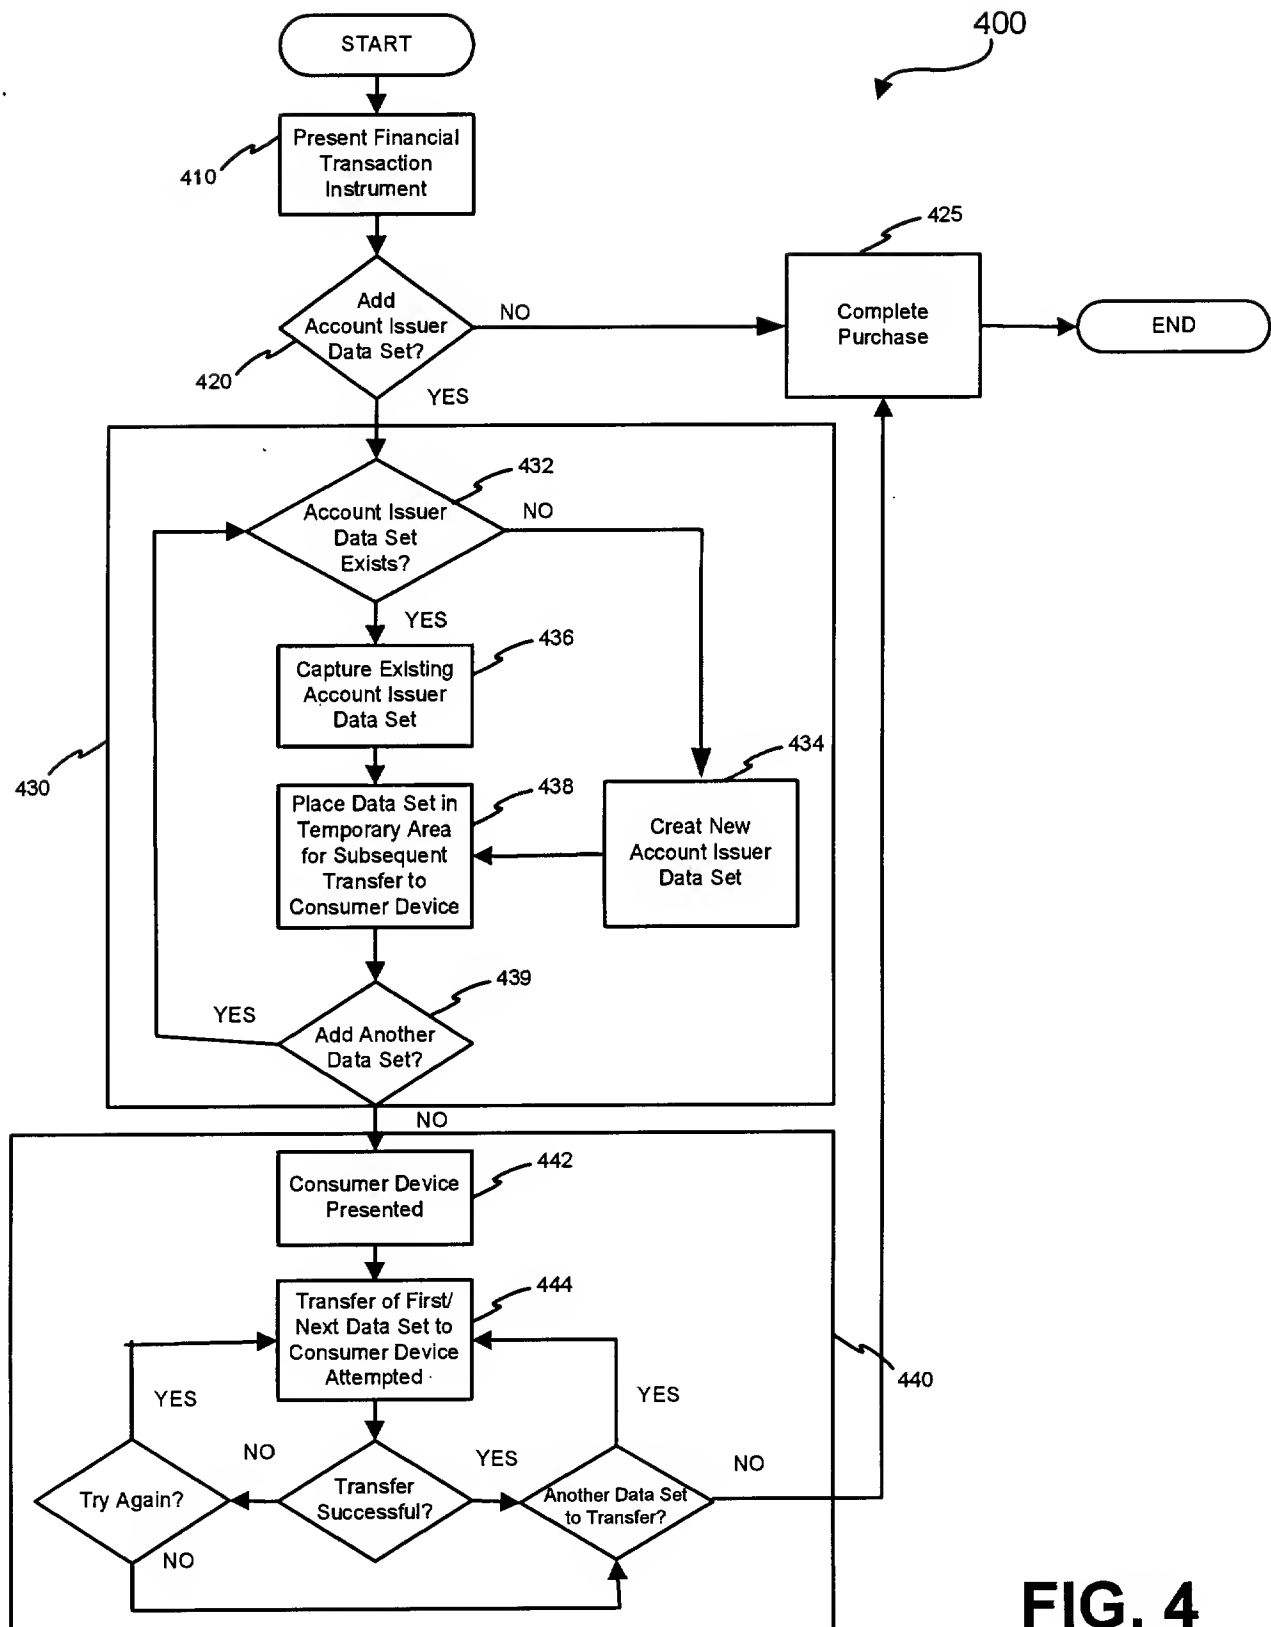 400
START
Present Financial
Transaction
Instrument
410
425
Add
Account Issuer
Data Set?
NO
Complete
Purchase
END
420
YES
432
Account Issuer
Data Set
Exists?
NO
YES
436
Capture Existing
Account Issuer
Data Set
430
434
438
Place Data Set in
Temporary Area
for Subsequent
Transfer to
Consumer Device
Creat New
Account Issuer
Data Set
439
YES
Add Another
Data Set?
NO
442
Consumer Device
Presented
444
Transfer of First/
Next Data Set to
Consumer Device
Attempted
440
YES
YES
NO
YES
NO
Try Again?
Transfer
Successful?
Another Data Set
to Transfer?
NO
FIG. 4